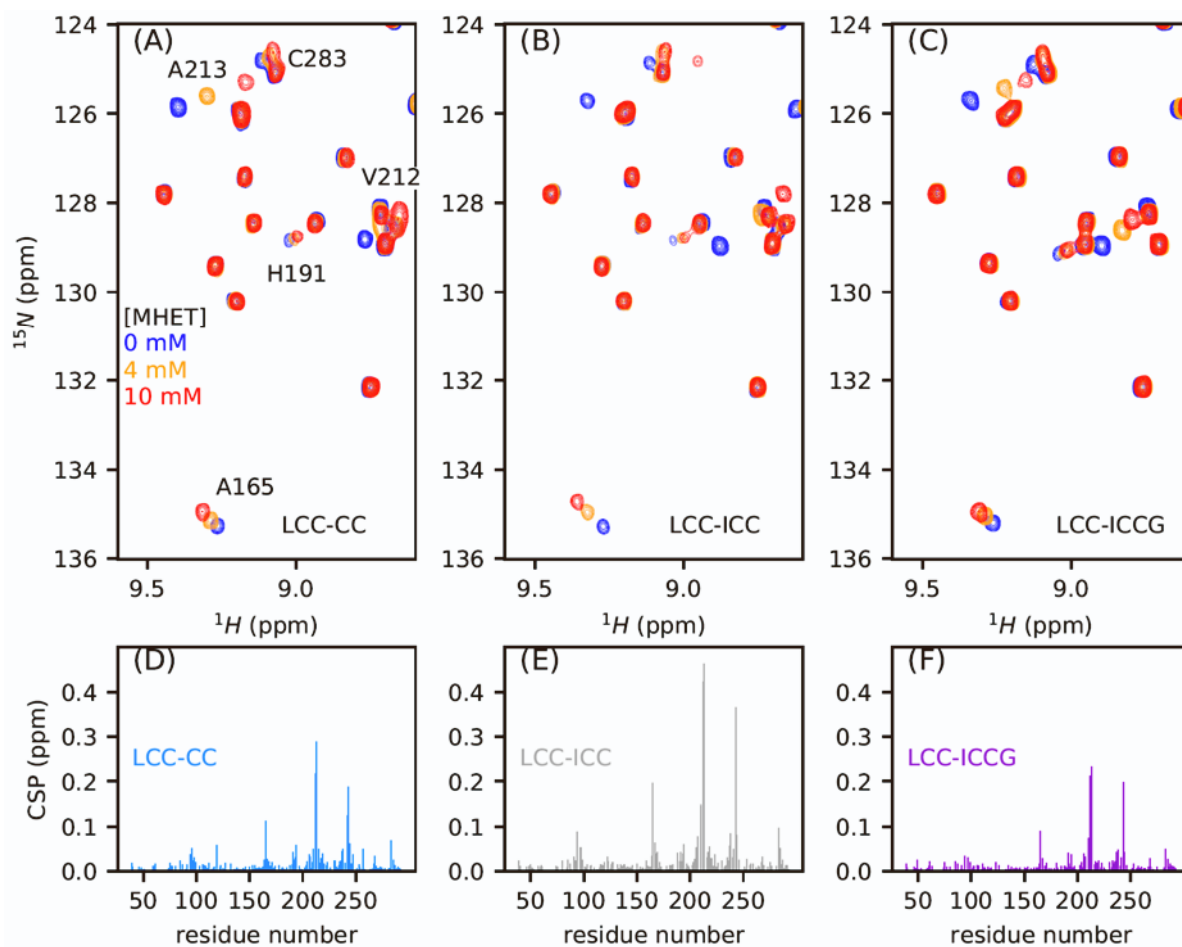 (A)
(B)
(C)
A213
C283
V212
H191
[MHET]
0 mM
4 mM
10 mM
A165
LCC-CC
LCC-ICC
LCC-ICCG
124
126
128
130
132
134
136
124
126
128
130
132
134
136
124
126
128
130
132
134
136
15N (ppm)
9.5 9.0
9.5 9.0
9.5 9.0
1H (ppm)
1H (ppm)
1H (ppm)
(D)
(E)
(F)
LCC-CC
LCC-ICC
LCC-ICCG
CSP (ppm)
0.4
0.3
0.2
0.1
0.0
0.4
0.3
0.2
0.1
0.0
0.4
0.3
0.2
0.1
0.0
50 100 150 200 250
50 100 150 200 250
50 100 150 200 250
residue number
residue number
residue number